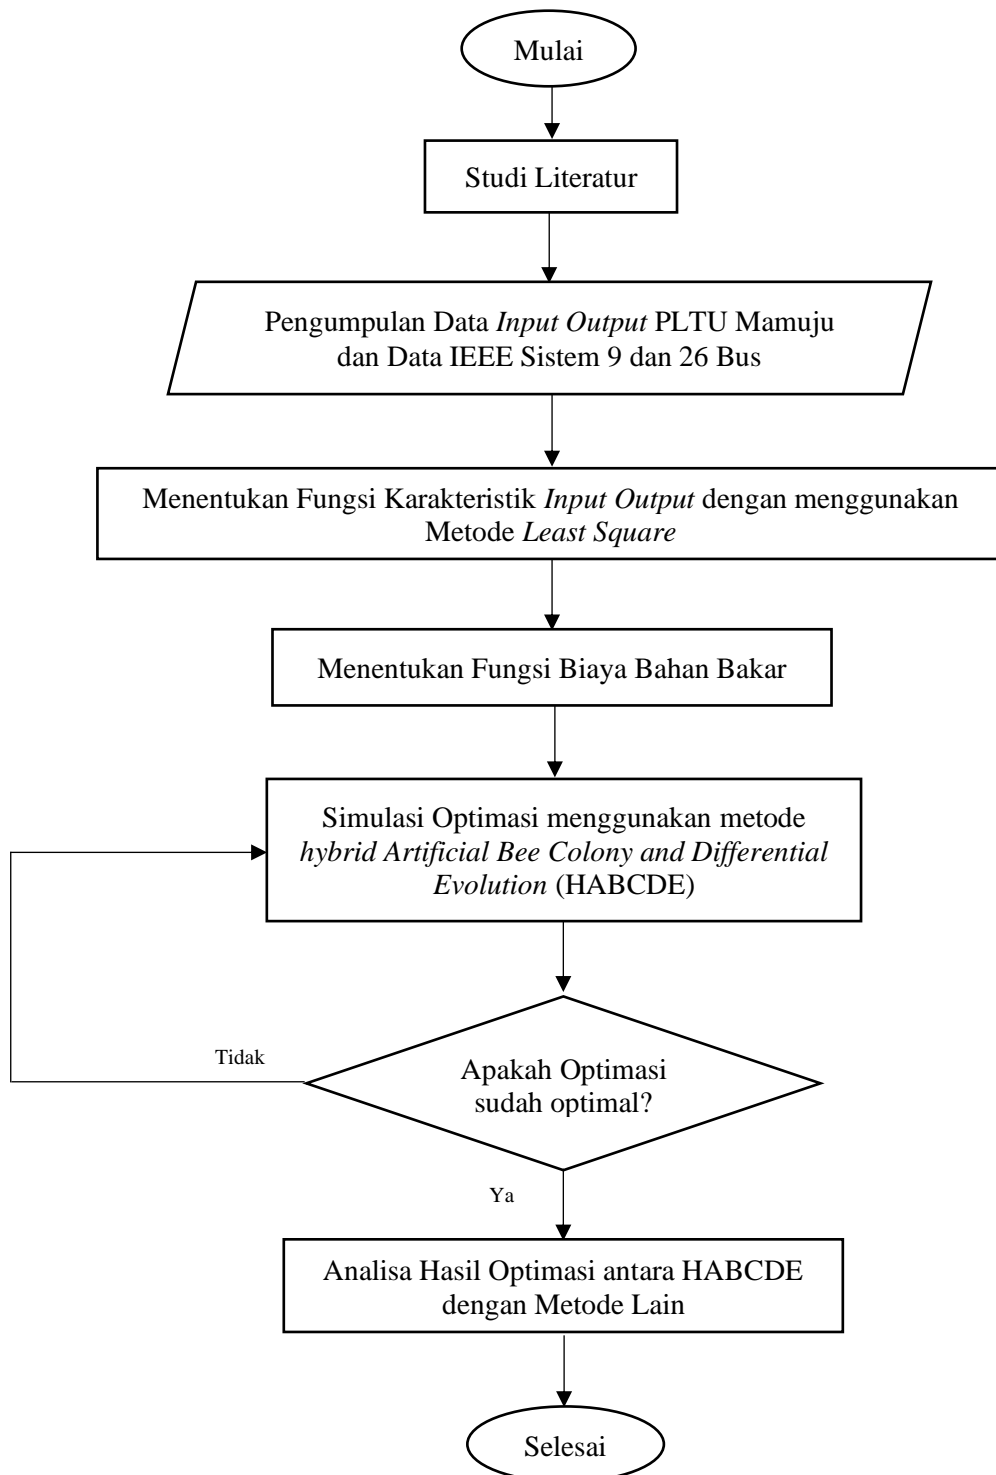 Mulai
Studi Literatur
Pengumpulan Data Input Output PLTU Mamuju
dan Data IEEE Sistem 9 dan 26 Bus
Menentukan Fungsi Karakteristik Input Output dengan menggunakan
Metode Least Square
Menentukan Fungsi Biaya Bahan Bakar
Simulasi Optimasi menggunakan metode
hybrid Artificial Bee Colony and Differential
Evolution (HABCDE)
Tidak
Apakah Optimasi
sudah optimal?
Ya
Analisa Hasil Optimasi antara HABCDE
dengan Metode Lain
Selesai